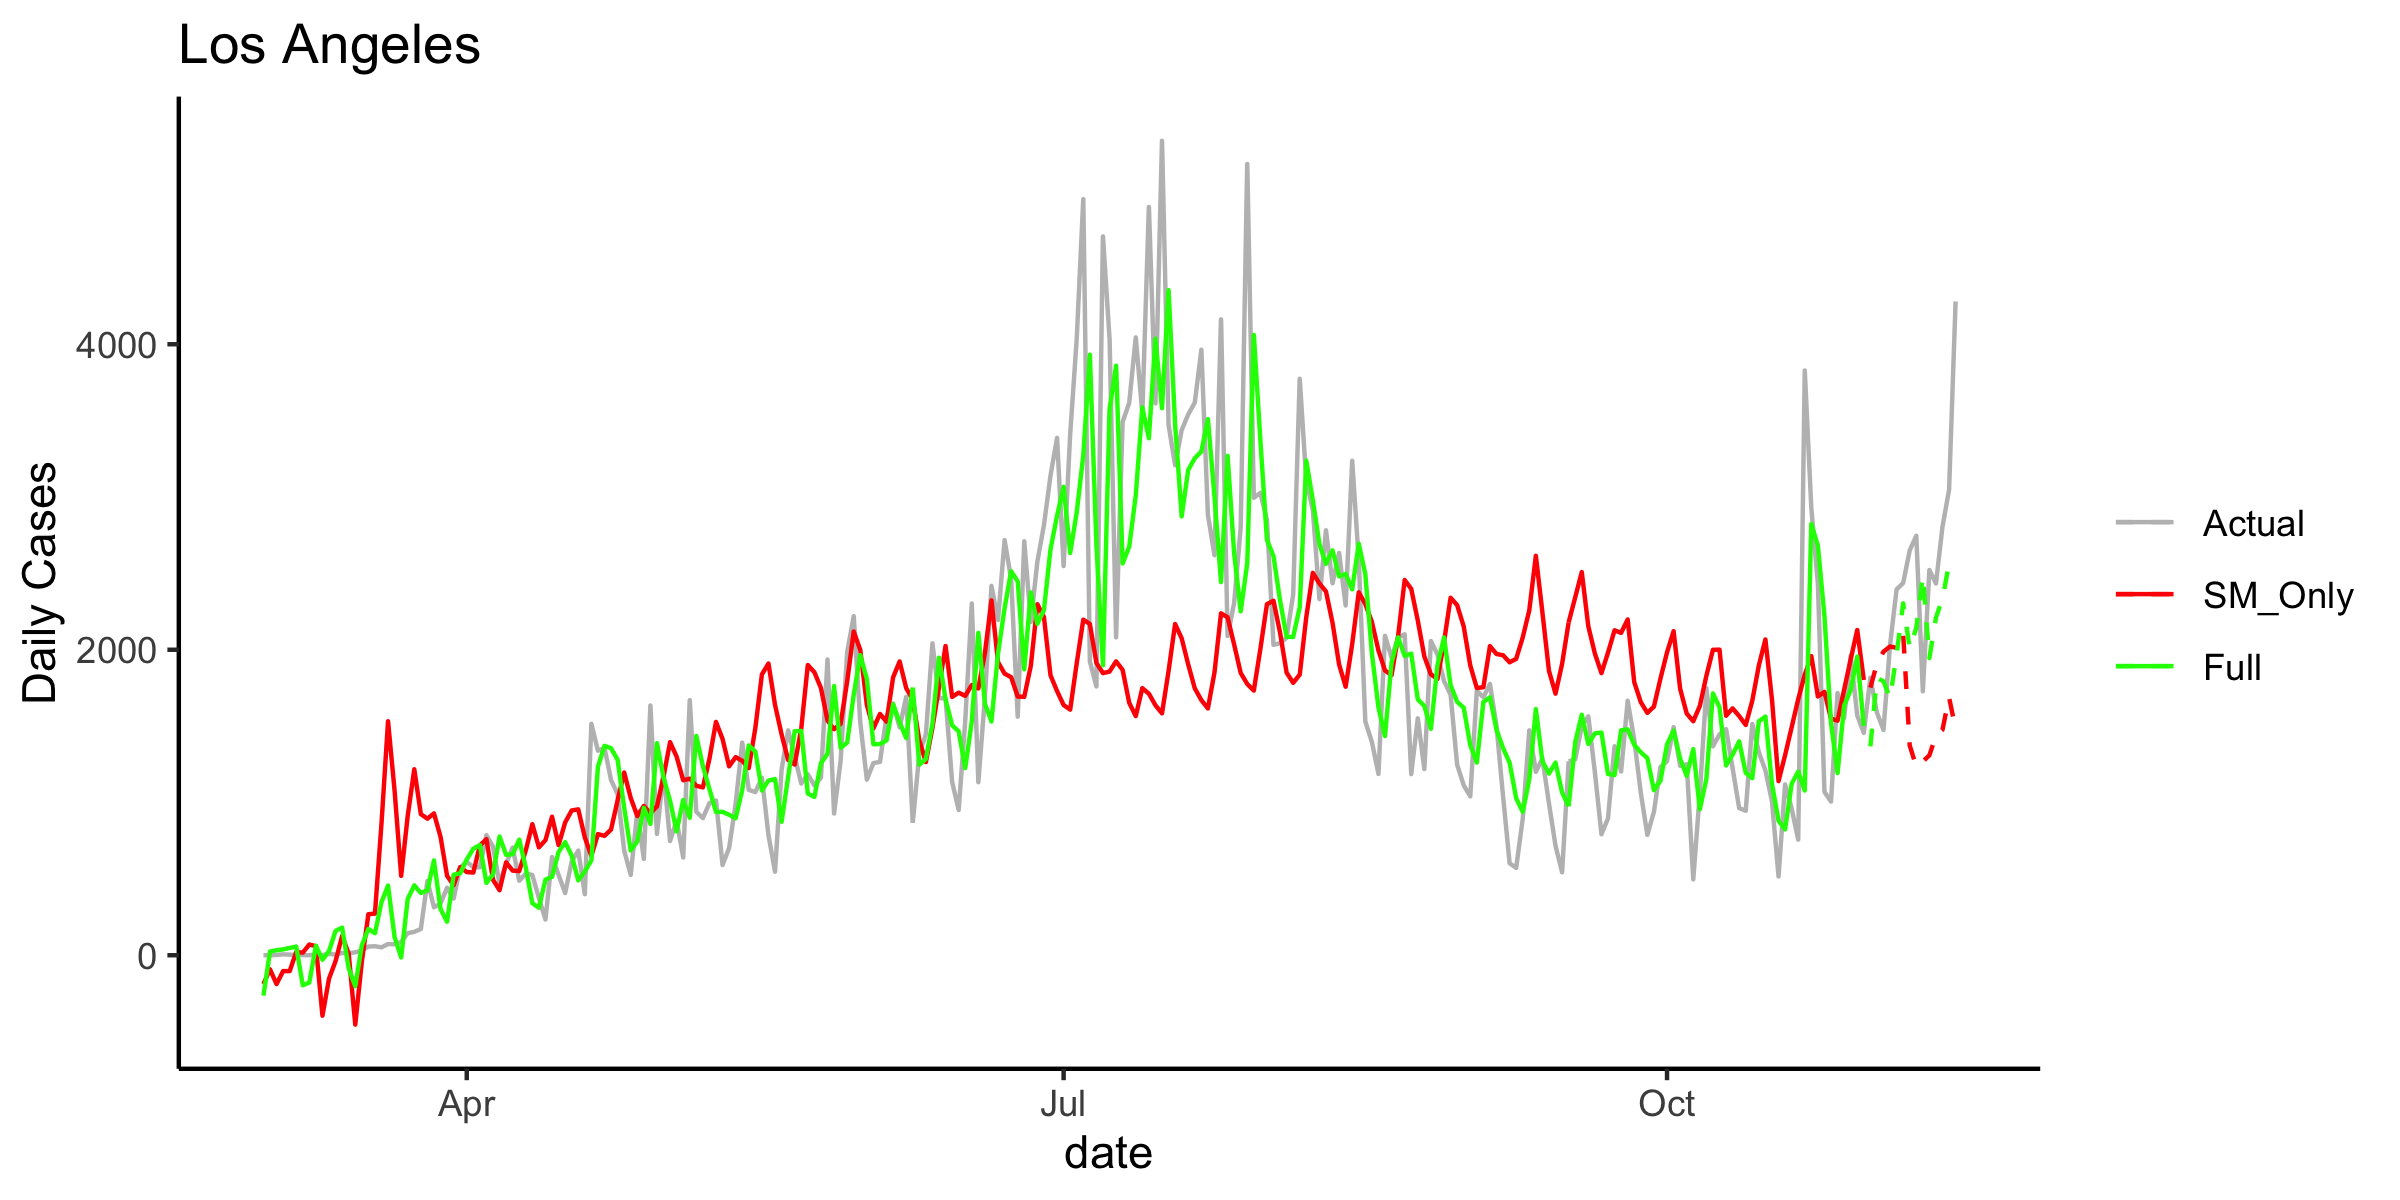 Los Angeles
Daily Cases
4000
2000
0
Apr
Jul
Oct
date
Actual
SM_Only
Full